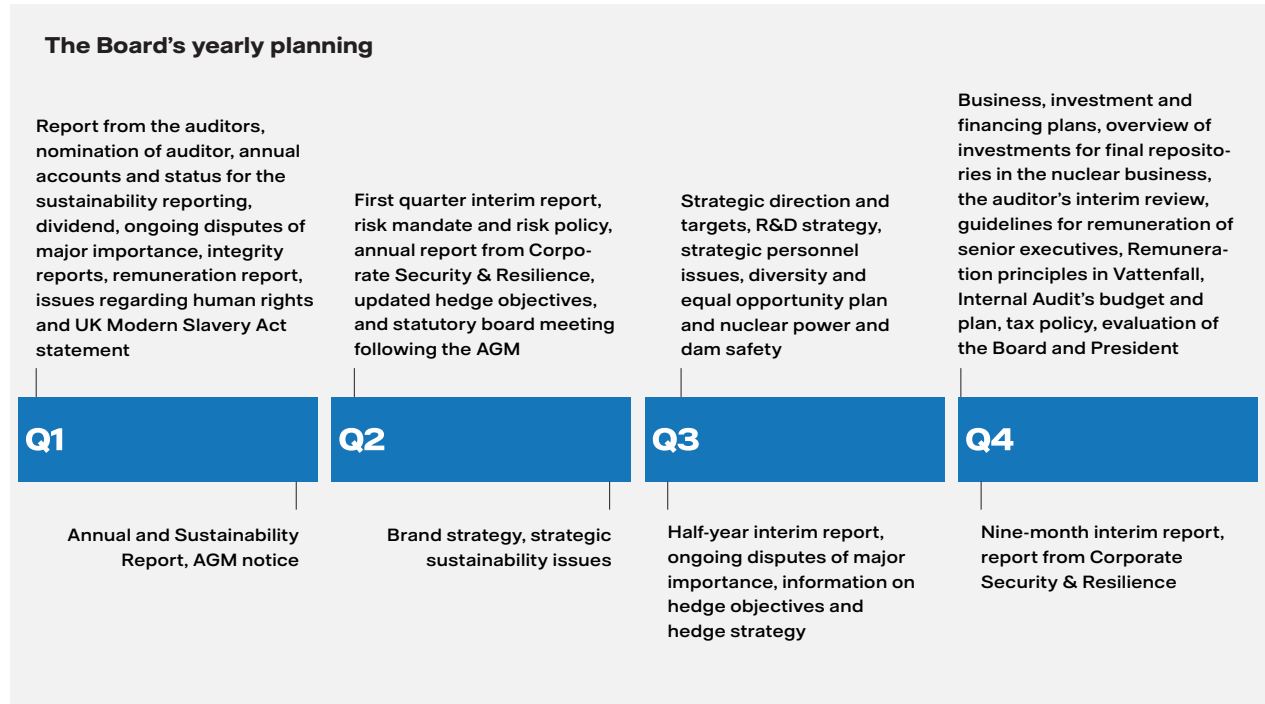 The Board's yearly planning
Report from the auditors,
nomination of auditor, annual
accounts and status for the
sustainability reporting,
dividend, ongoing disputes of
major importance, integrity
reports, remuneration report,
issues regarding human rights
and UK Modern Slavery Act
statement
First quarter interim report,
risk mandate and risk policy,
annual report from Corpo-
rate Security & Resilience,
updated hedge objectives,
and statutory board meeting
following the AGM
Strategic direction and
targets, R&D strategy,
strategic personnel
issues, diversity and
equal opportunity plan
and nuclear power and
dam safety
Business, investment and
financing plans, overview of
investments for final reposito-
ries in the nuclear business,
the auditor's interim review,
guidelines for remuneration of
senior executives, Remunera-
tion principles in Vattenfall,
Internal Audit's budget and
plan, tax policy, evaluation of
the Board and President
Q1
Q2
Q3
Q4
Annual and Sustainability
Report, AGM notice
Brand strategy, strategic
sustainability issues
Half-year interim report,
ongoing disputes of major
importance, information on
hedge objectives and
hedge strategy
Nine-month interim report,
report from Corporate
Security & Resilience